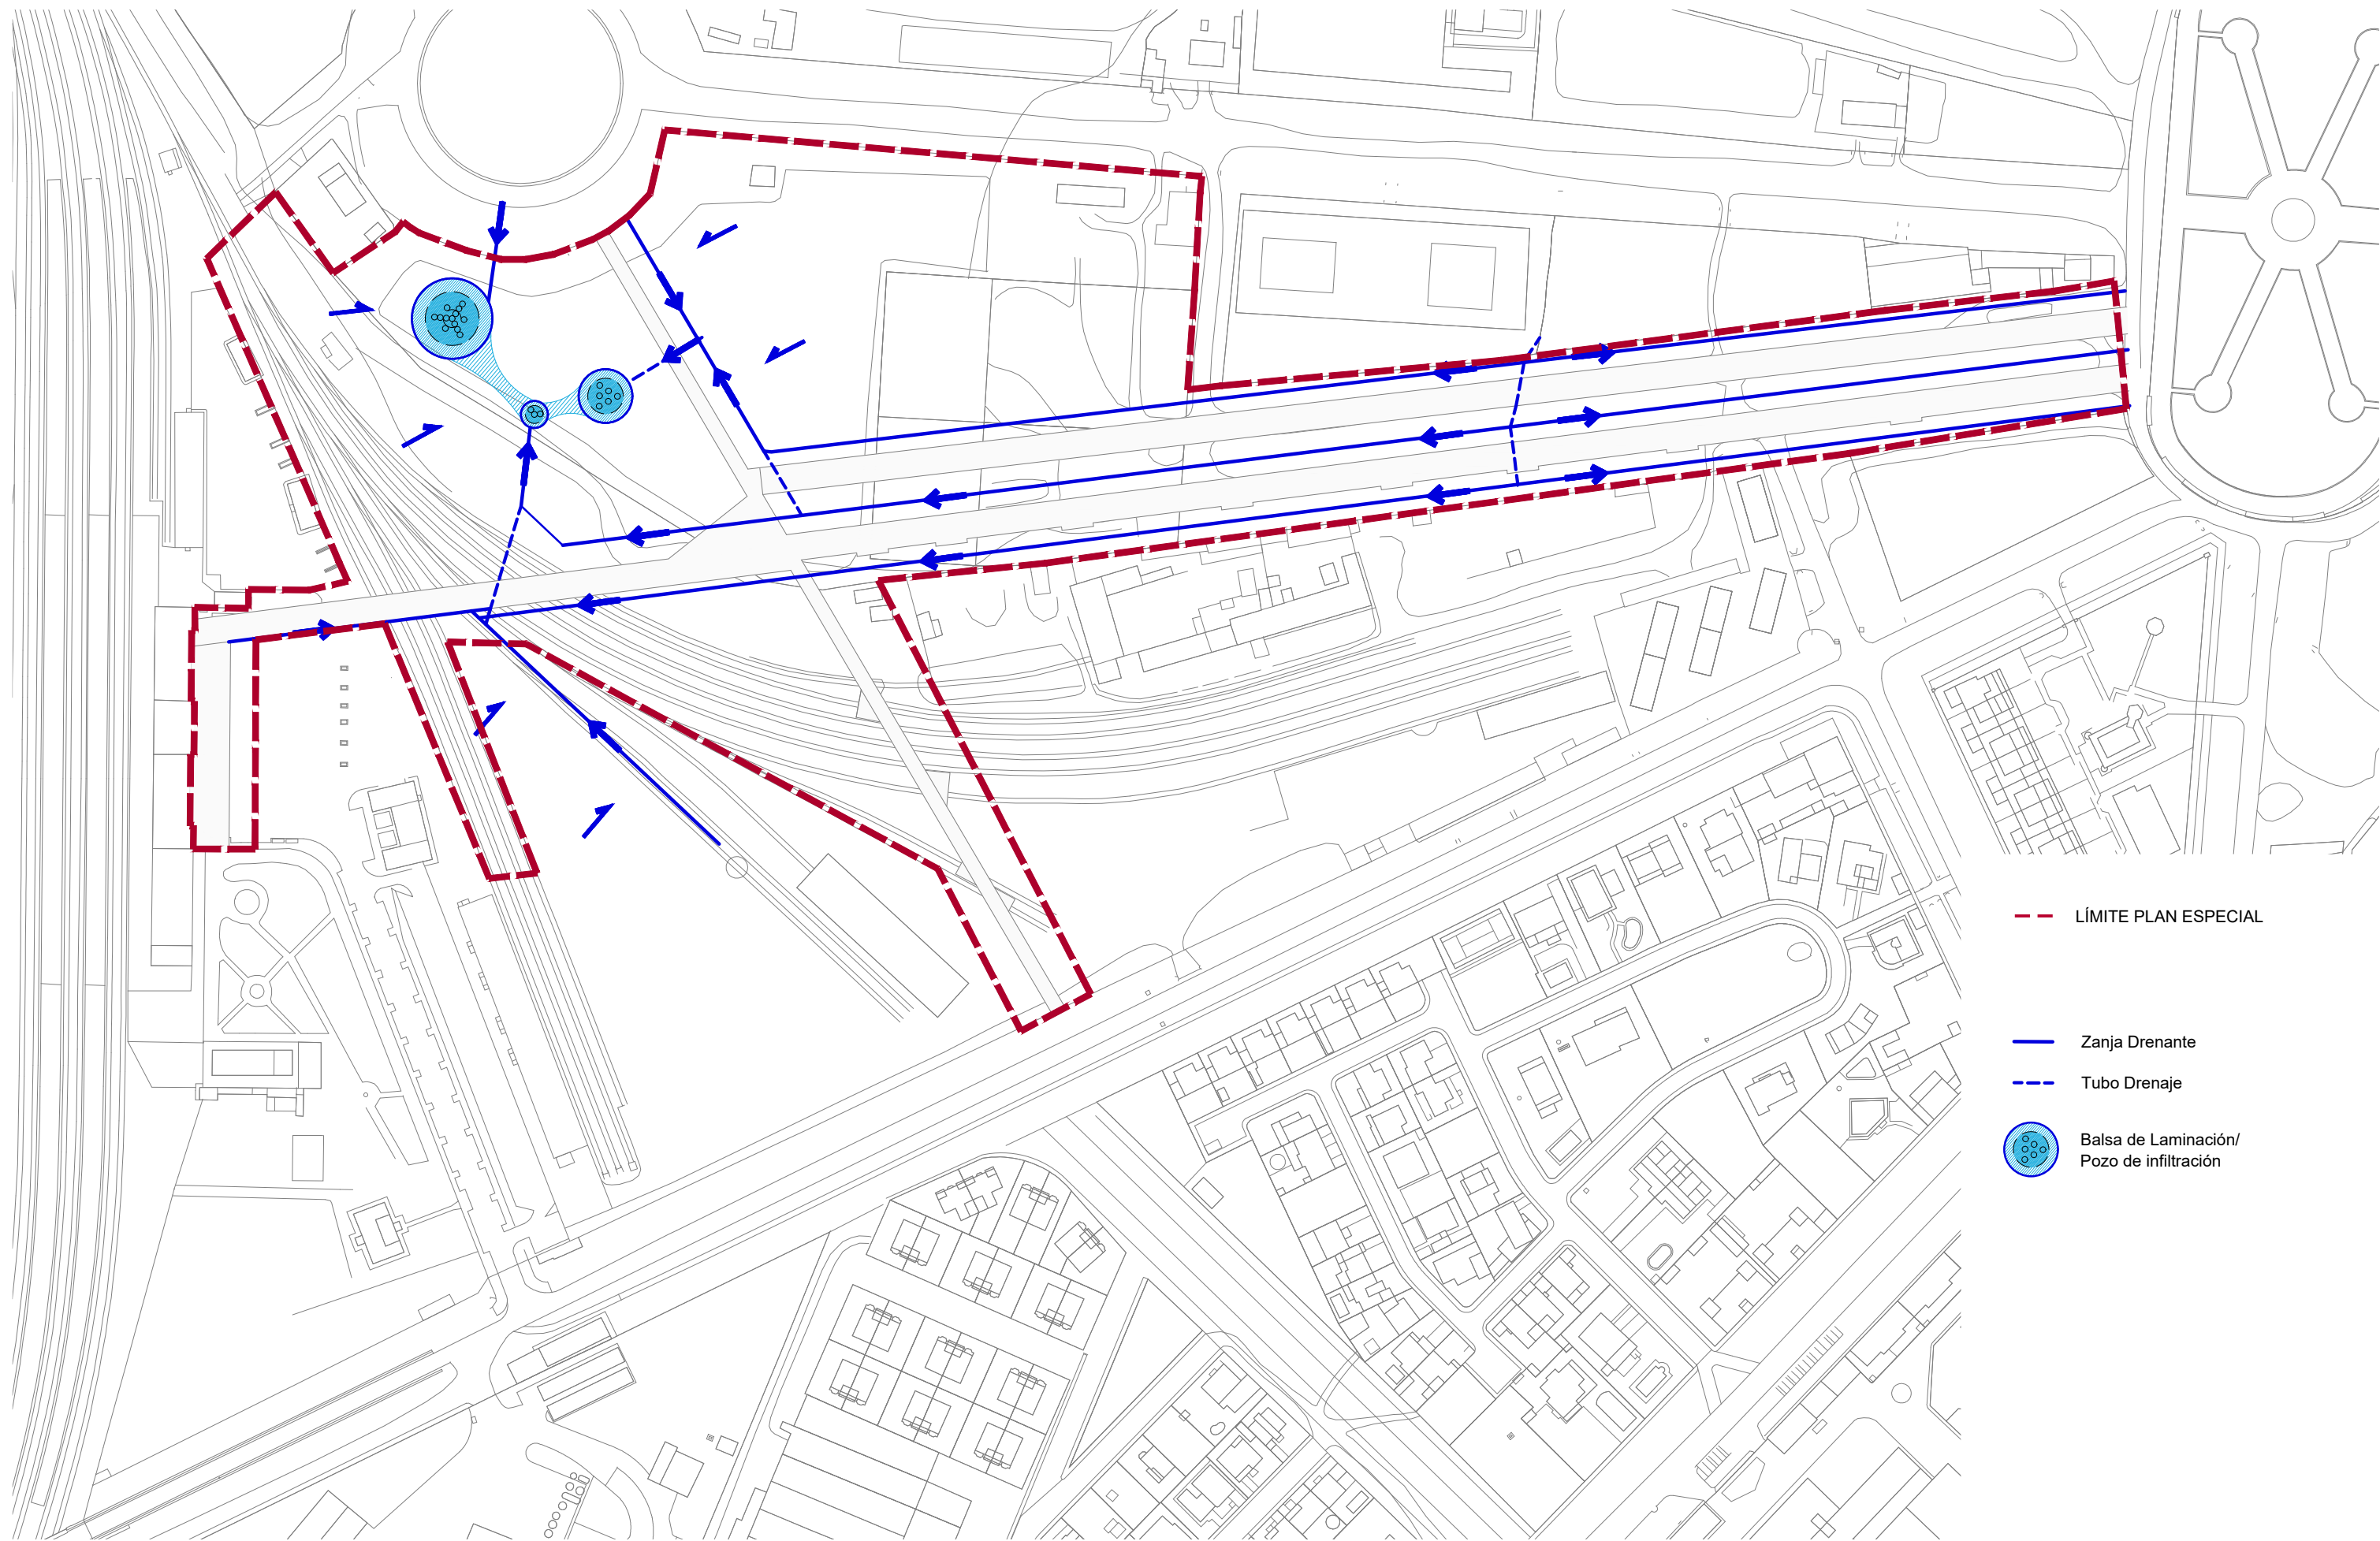 LÍMITE PLAN ESPECIAL
Zanja Drenante
Tubo Drenaje
Balsa de Laminación/
Pozo de infiltración